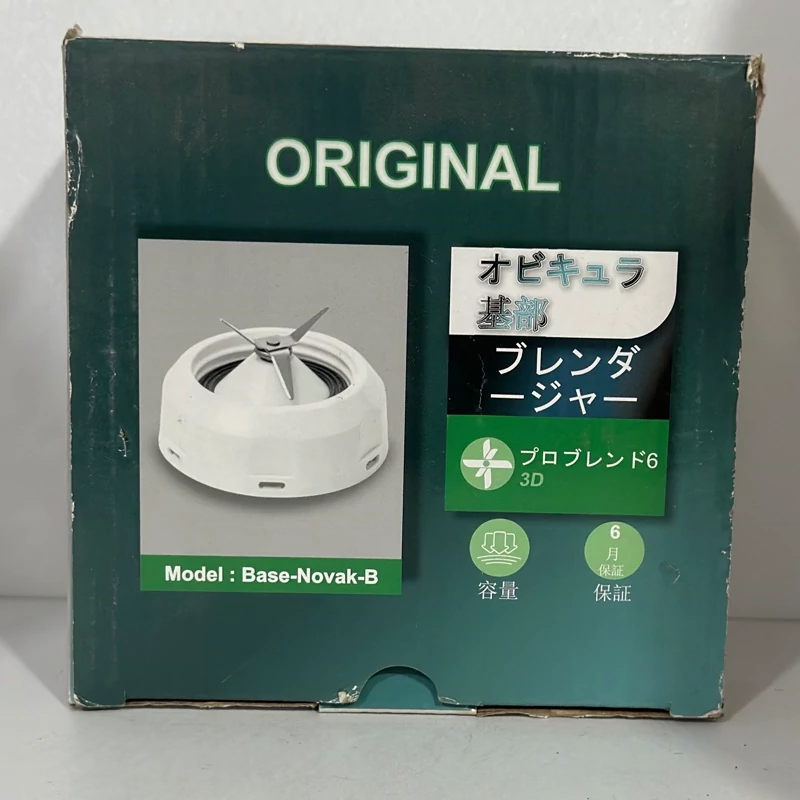 ORIGINAL
オビキュラ
基部
ブレンダ
ージャー
プロブレンド6
3D
Model : Base-Novak-B
容量
6
月
保証
保証